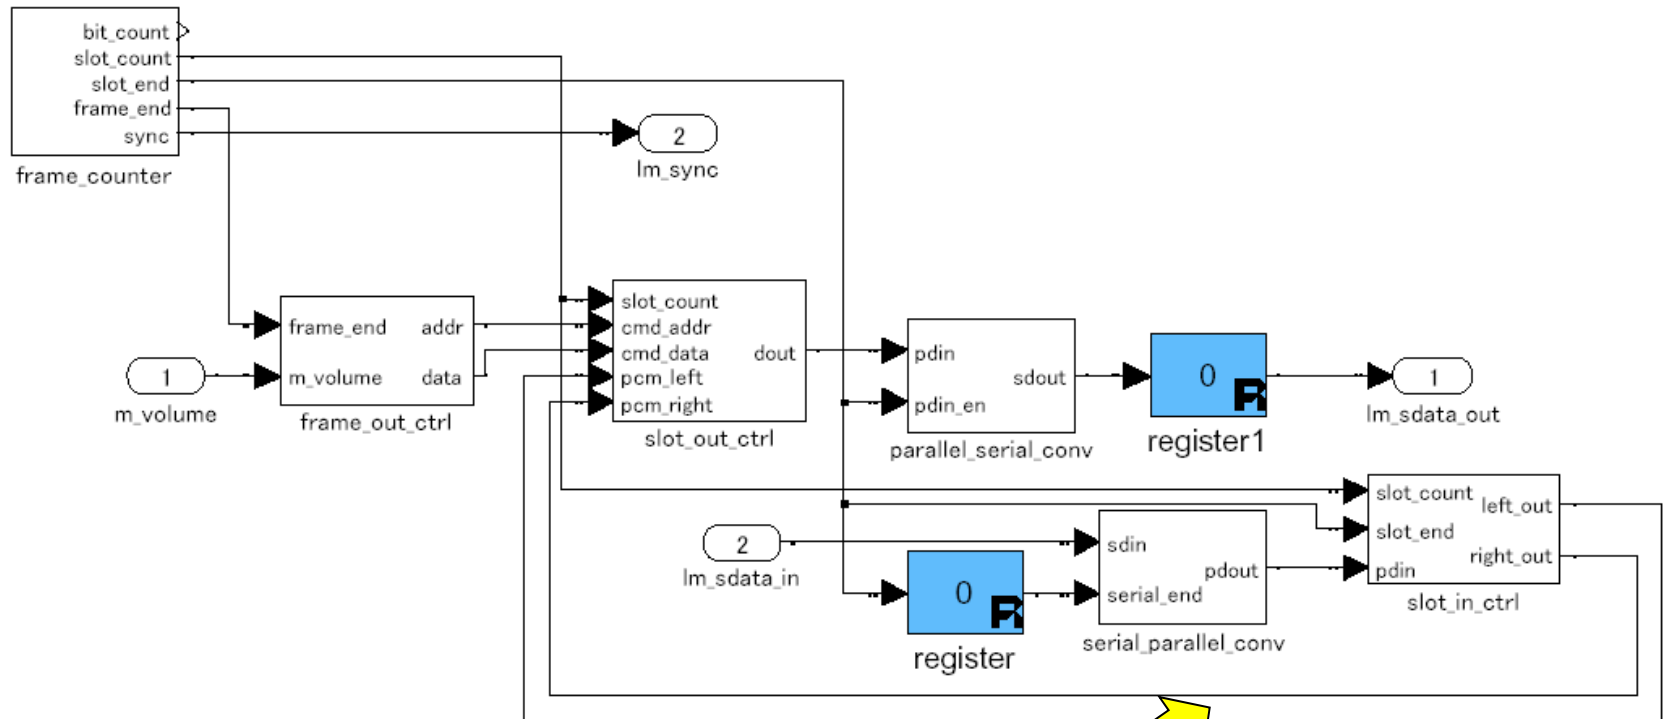 bit_count
slot_count
slot_end
frame_end
sync
frame_counter
2
lm_sync
1
m_volume
frame_end
addr
m_volume
data
frame_out_ctrl
slot_count
cmd_addr
cmd_data
dout
pcm_left
pcm_right
slot_out_ctrl
pdin
sdout
pdin_en
parallel_serial_conv
0
register1
1
lm_sdata_out
2
lm_sdata_in
0
register
sdin
pdout
serial_end
serial_parallel_conv
slot_count
left_out
slot_end
right_out
pdin
slot_in_ctrl